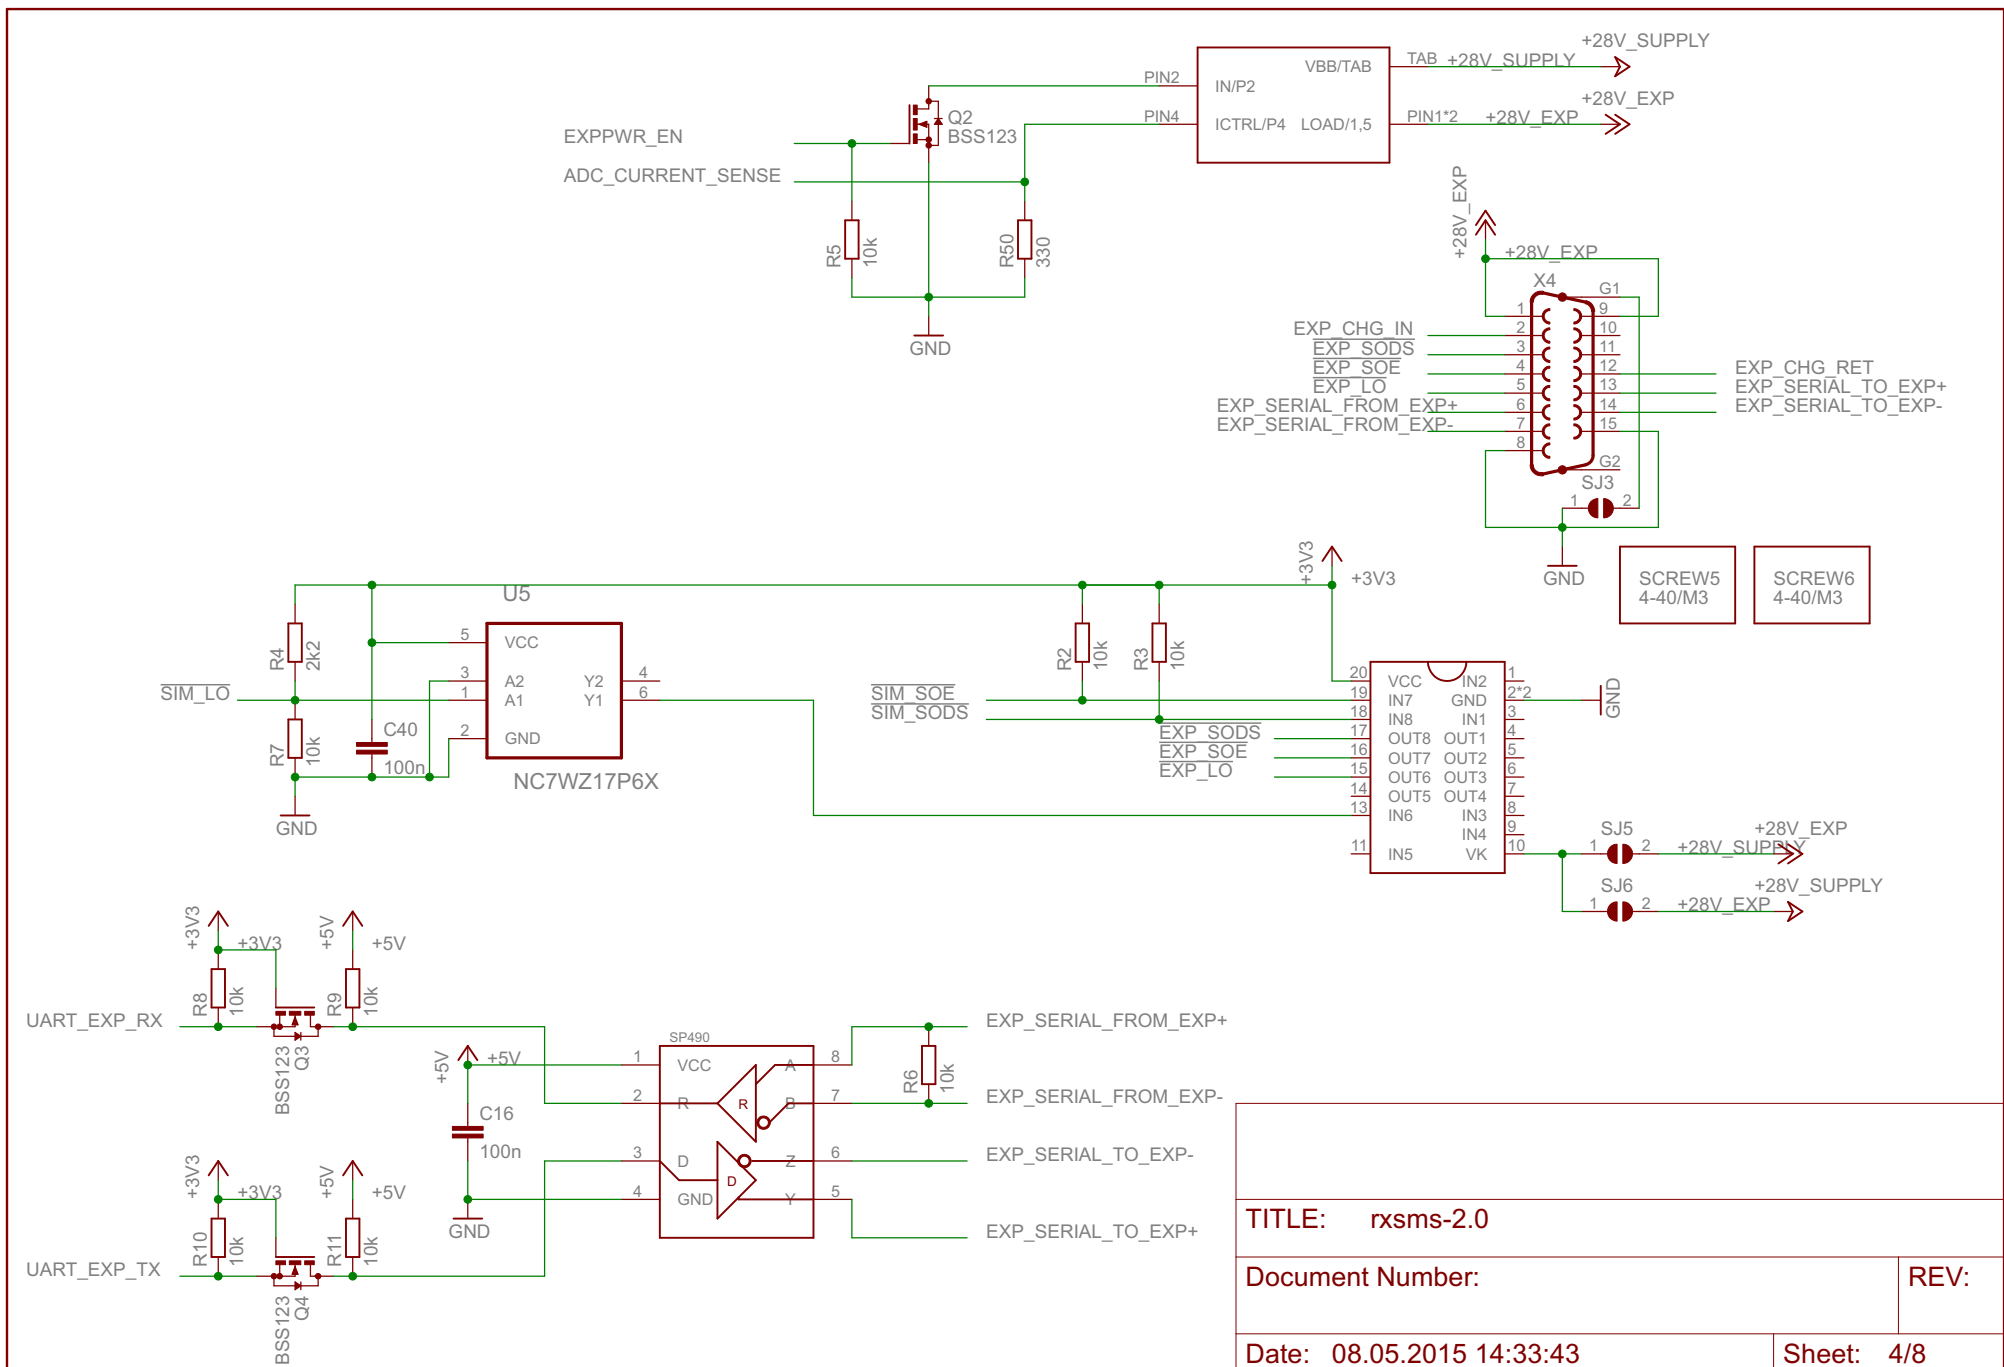 +28V_SUPPLY
VBB/TAB
TAB
+28V_SUPPLY
PIN2
IN/P2
+28V_EXP
PIN4
ICTRL/P4
LOAD/1,5
PIN1*2
+28V_EXP
Q2
BSS123
EXPPWR_EN
ADC_CURRENT_SENSE
R5
10k
R50
330
GND
+28V_EXP
+28V_EXP
X4
G1
1
9
EXP_CHG_IN
2
10
EXP_SODS
3
11
EXP_SOE
4
12
EXP_CHG_RET
EXP_LO
5
13
EXP_SERIAL_TO_EXP+
EXP_SERIAL_FROM_EXP+
6
14
EXP_SERIAL_TO_EXP-
EXP_SERIAL_FROM_EXP-
7
15
8
G2
SJ3
1
2
GND
SCREW5
4-40/M3
SCREW6
4-40/M3
+3V3
+3V3
U5
R4
2k2
5
VCC
3
A2
Y2
4
1
A1
Y1
6
2
GND
NC7WZ17P6X
SIM_LO
R7
10k
C40
100n
GND
R2
10k
R3
10k
SIM_SOE
SIM_SODS
EXP_SODS
EXP_SOE
EXP_LO
20
VCC
IN2
1
19
IN7
GND
2*2
GND
18
IN8
IN1
3
17
OUT8
OUT1
4
16
OUT7
OUT2
5
15
OUT6
OUT3
6
14
OUT5
OUT4
7
13
IN6
IN3
8
IN4
9
11
IN5
VK
10
SJ5
1
2
+28V_EXP
+28V_SUPPLY
SJ6
1
2
+28V_SUPPLY
+28V_EXP
+3V3
+3V3
+5V
+5V
R8
10k
R9
10k
UART_EXP_RX
BSS123
Q3
+5V
+5V
C16
100n
GND
SP490
1
VCC
A
8
2
R
R
B
7
3
D
D
Z
6
4
GND
Y
5
EXP_SERIAL_FROM_EXP+
R6
10k
EXP_SERIAL_FROM_EXP-
EXP_SERIAL_TO_EXP-
EXP_SERIAL_TO_EXP+
+3V3
+3V3
+5V
+5V
R10
10k
R11
10k
UART_EXP_TX
BSS123
Q4
TITLE: rxsms-2.0
Document Number:
REV:
Date: 08.05.2015 14:33:43
Sheet: 4/8